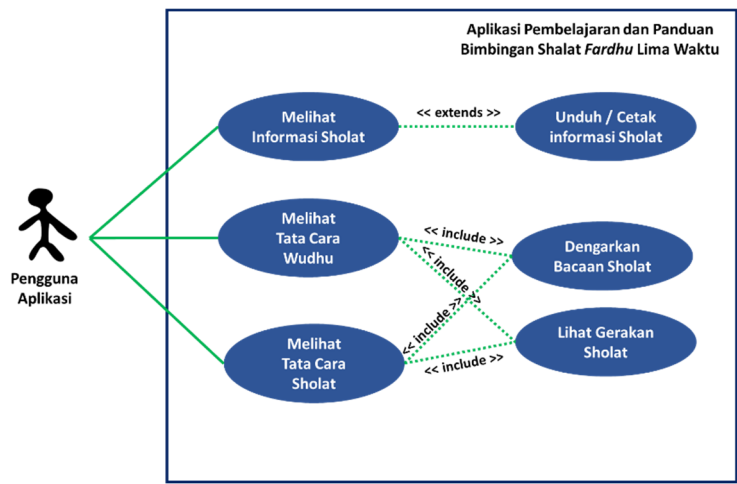 Aplikasi Pembelajaran dan Panduan
Bimbingan Shalat Fardhu Lima Waktu
Melihat
Informasi Sholat
<< extends >>
Unduh / Cetak
informasi Sholat
Pengguna
Aplikasi
Melihat
Tata Cara
Wudhu
<< include >>
<< include >>
Dengarkan
Bacaan Sholat
Melihat
Tata Cara
Sholat
<< include >>
<< include >>
Lihat Gerakan
Sholat